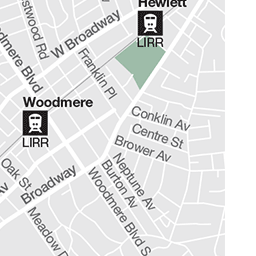 Hewlett
LIRR
W Broadway
Franklin Pl
Woodmere
LIRR
Conklin Av
Centre St
Brower Av
Neptune Av
Burton Av
Woodmere Blvd S
Broadway
Oak St
Meadow